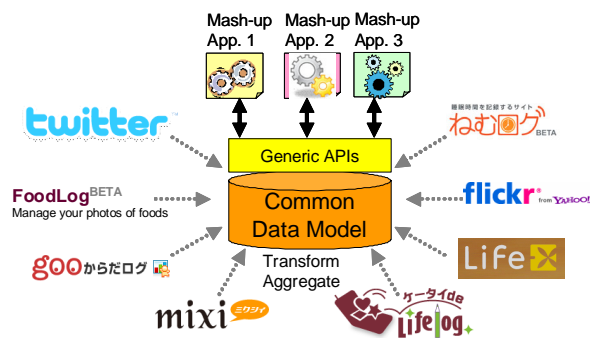 Mash-up
App. 1
Mash-up
App. 2
Mash-up
App. 3
twitter
睡眠時間を記録するサイト
ねむログ BETA
Generic APIs
FoodLog BETA
Manage your photos of foods
Common
Data Model
flickr from YAHOO!
gooからだログ
Transform
Aggregate
Life-X
mixi ミクシィ
ケータイde
Lifelog